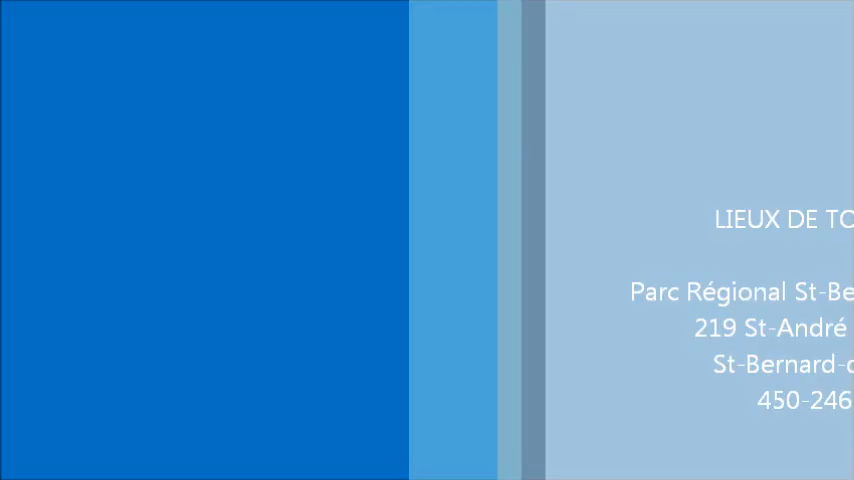 LIEUX DE TO
Parc Régional St-Be
219 St-André
St-Bernard-d
450-246